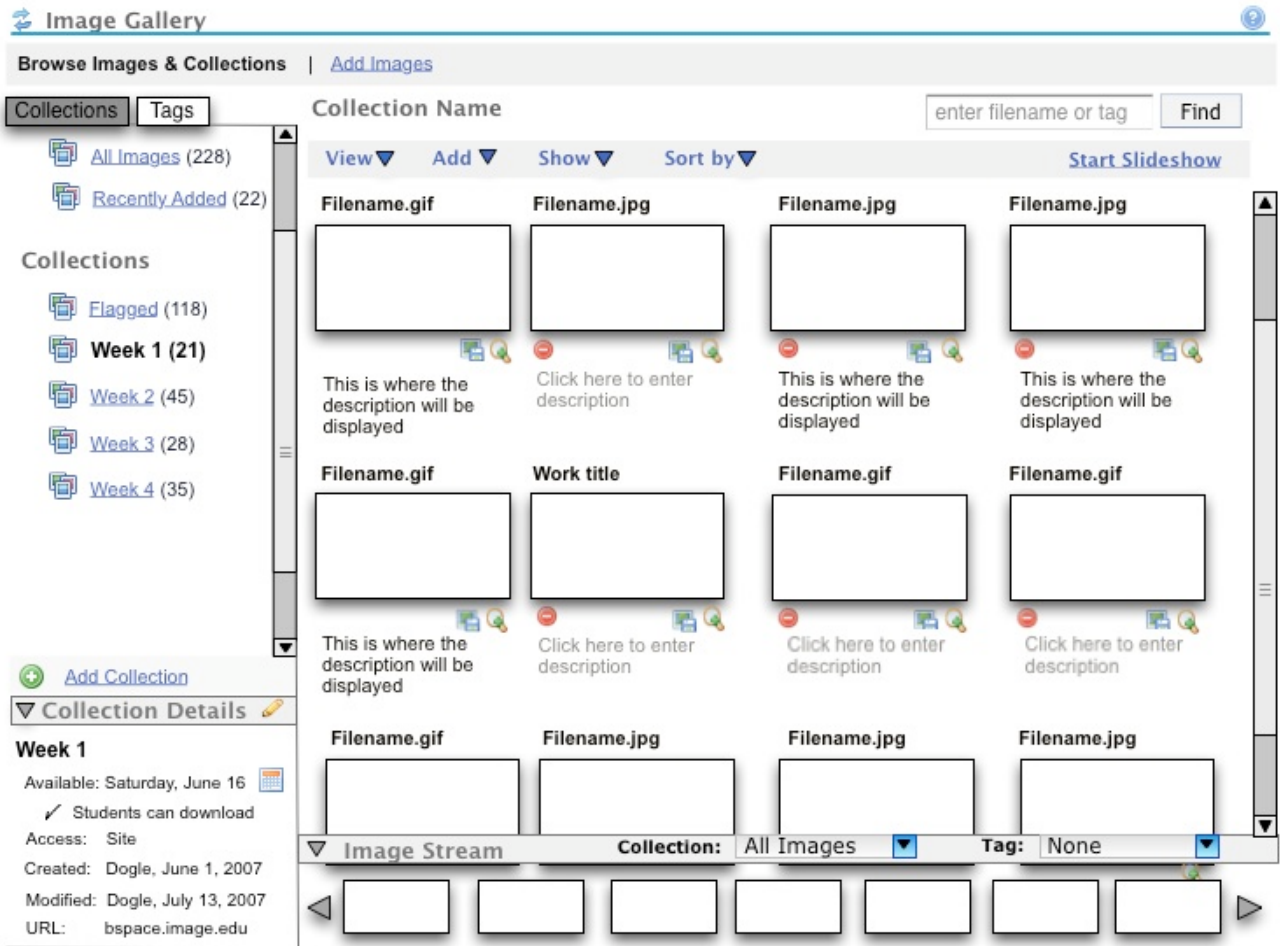 Image Gallery
Browse Images & Collections | Add Images
Collections Tags
All Images (228)
Recently Added (22)
Collections
Flagged (118)
Week 1 (21)
Week 2 (45)
Week 3 (28)
Week 4 (35)
Add Collection
Collection Details
Week 1
Available: Saturday, June 16
Students can download
Access: Site
Created: Dogle, June 1, 2007
Modified: Dogle, July 13, 2007
URL: bspace.image.edu
Collection Name
enter filename or tag Find
View Add Show Sort by Start Slideshow
Filename.gif Filename.jpg Filename.jpg Filename.jpg
This is where the
description will be
displayed
Click here to enter
description
This is where the
description will be
displayed
This is where the
description will be
displayed
Filename.gif Work title Filename.gif Filename.gif
This is where the
description will be
displayed
Click here to enter
description
Click here to enter
description
Click here to enter
description
Filename.gif Filename.jpg Filename.jpg Filename.jpg
Image Stream Collection: All Images Tag: None